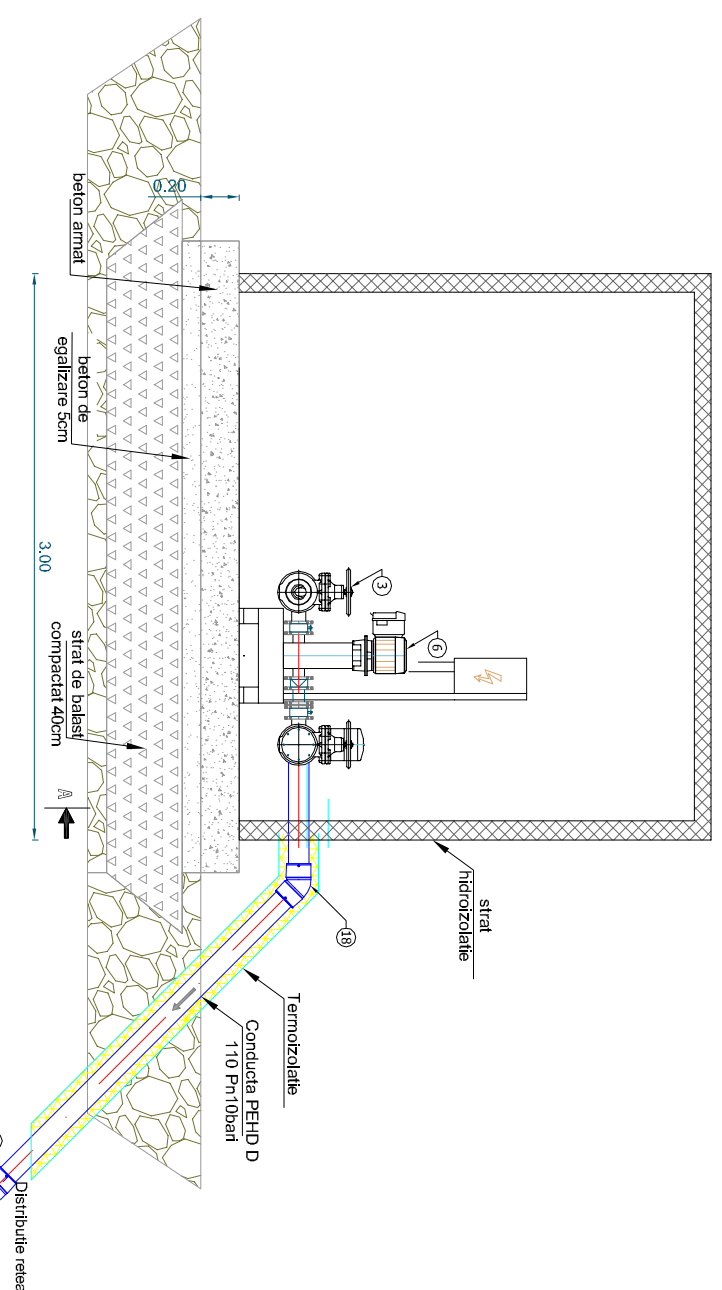 0.20
beton armat
beton de
egalizare 5cm
3.00
strat de balast
compactat 40cm
A
3
6
18
strat
hidroizolatie
Termoizolatie
Conducta PEHD D
110 Pn10bari
Distributie retea